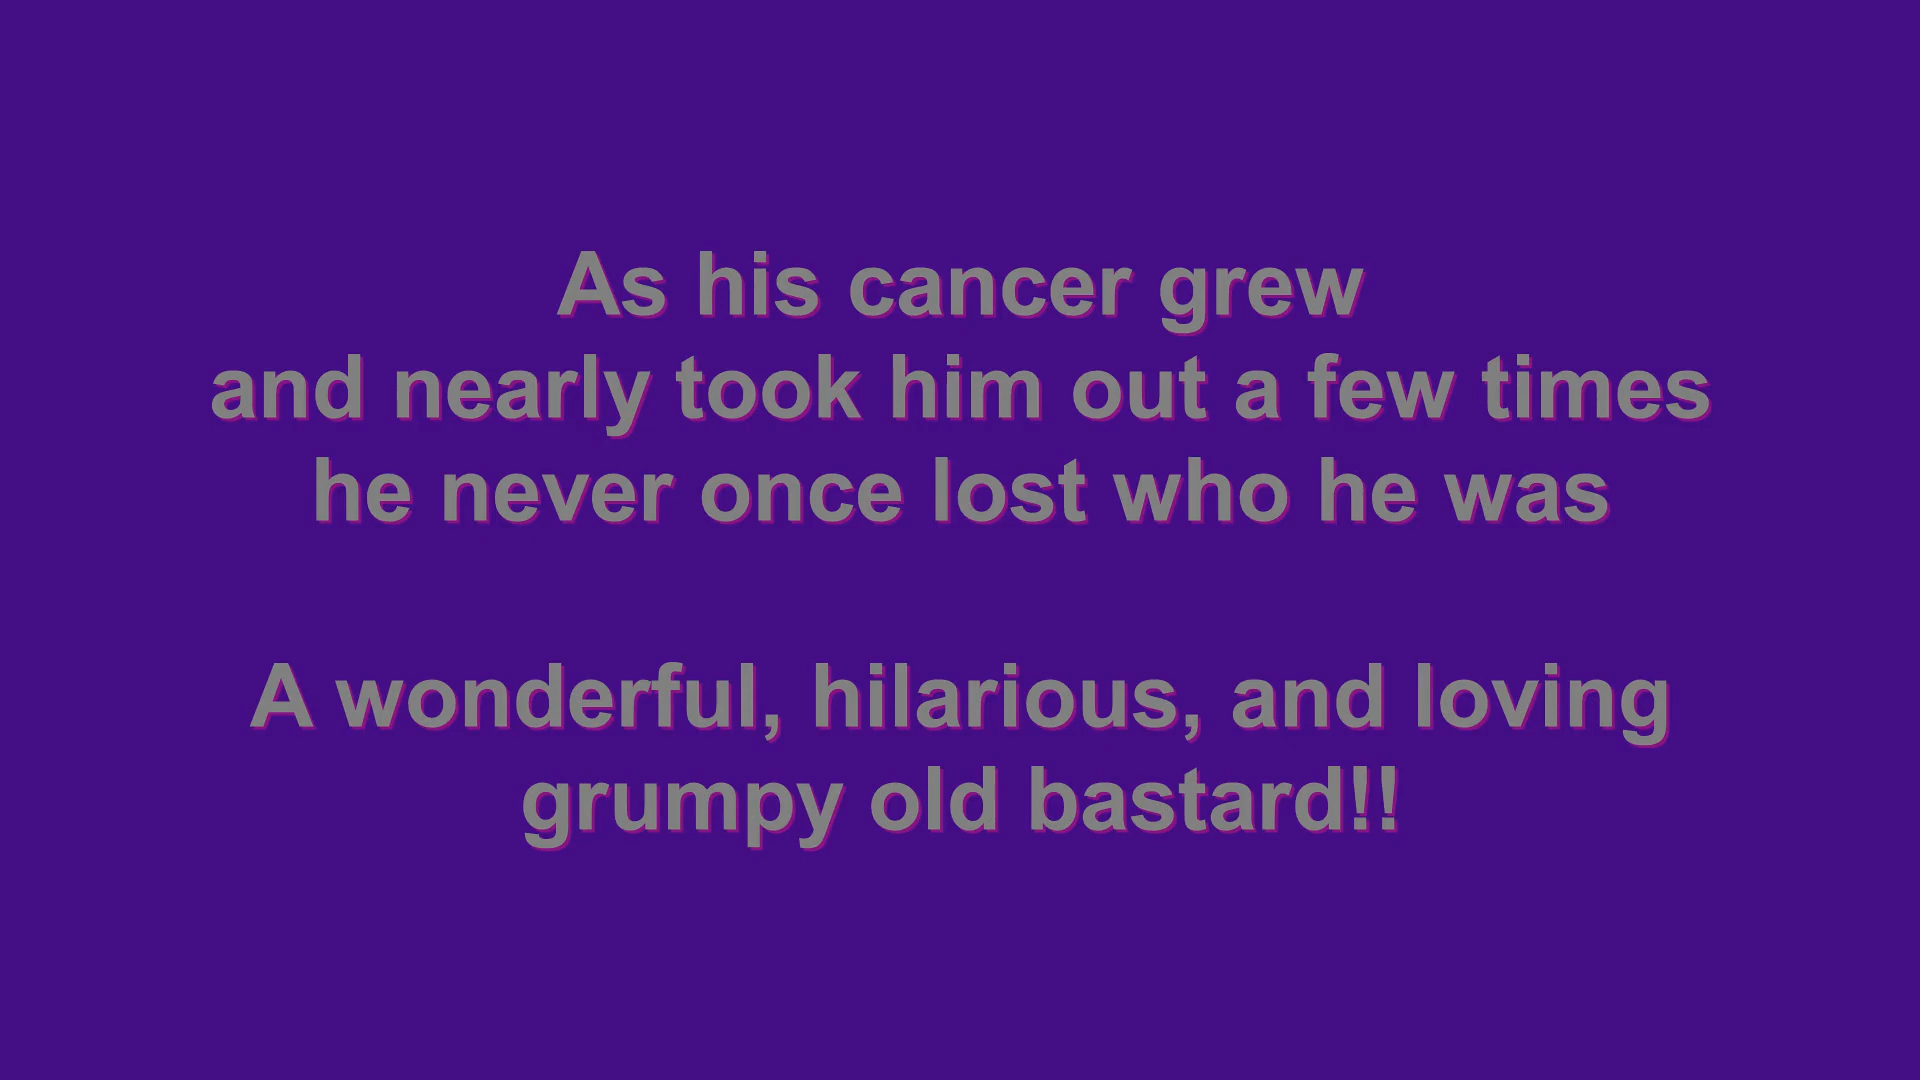 As his cancer grew
and nearly took him out a few times
he never once lost who he was
A wonderful, hilarious, and loving
grumpy old bastard!!